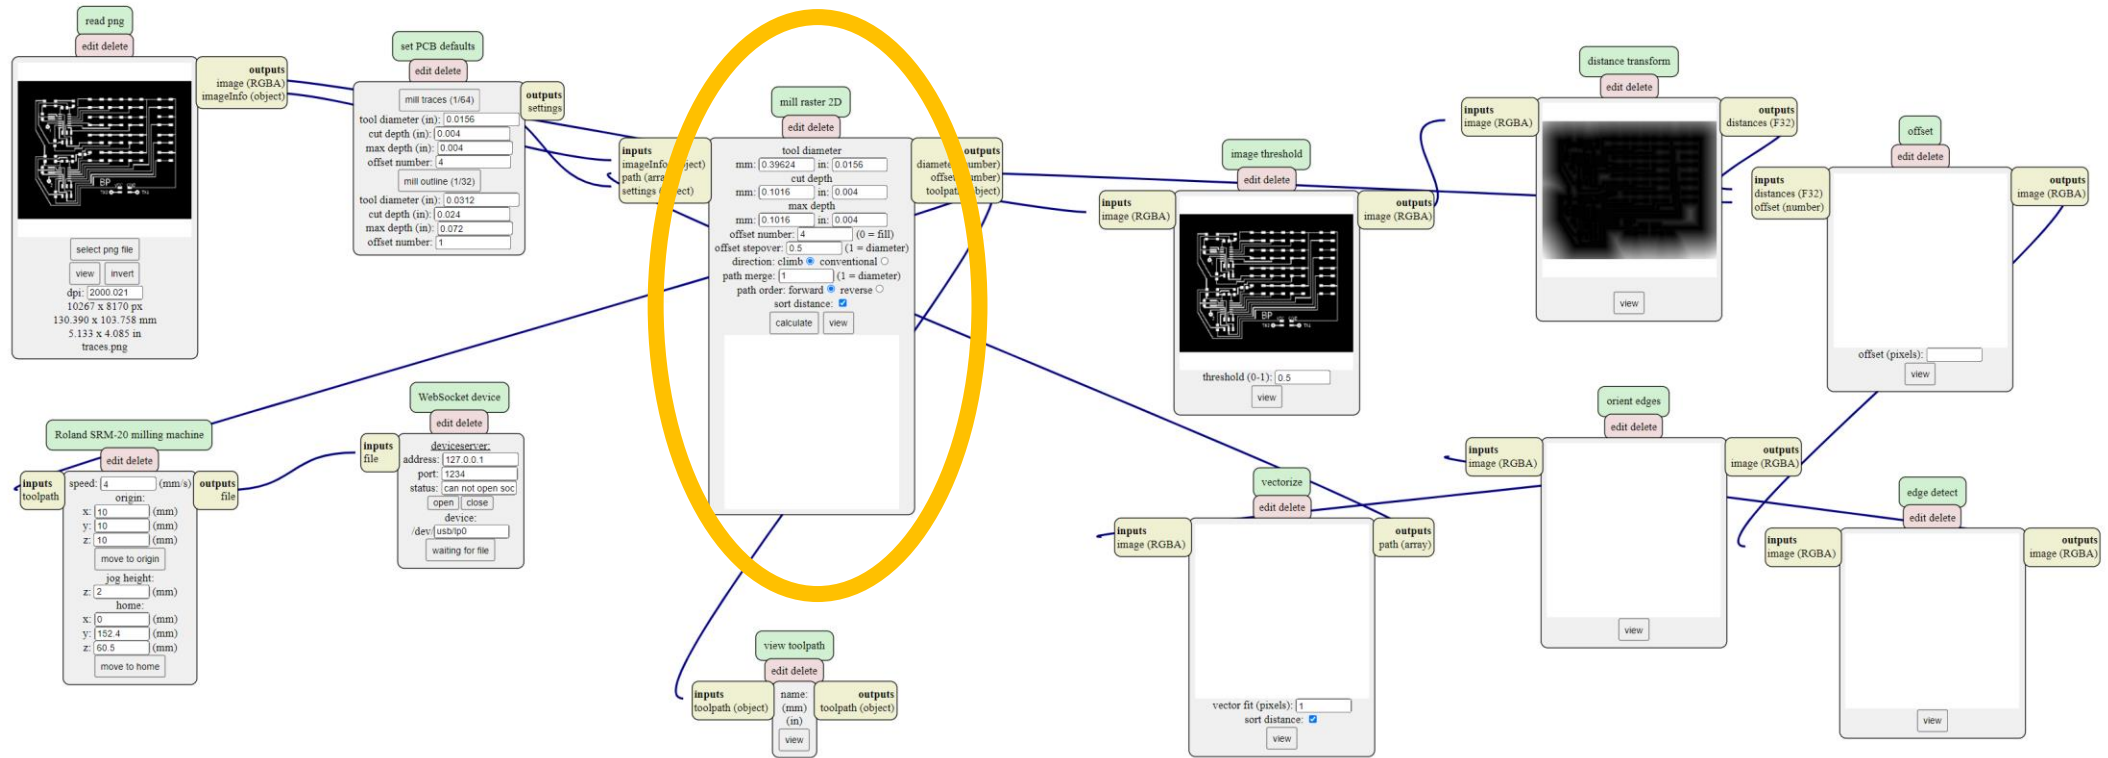 read png
edit delete
outputs
image (RGBA)
imageInfo (object)
BP
select png file
view invert
dpi: 2000.021
10267 x 8170 px
130.390 x 103.758 mm
5.133 x 4.085 in
traces.png
set PCB defaults
edit delete
outputs
settings
mill traces (1/64)
tool diameter (in): 0.0156
cut depth (in): 0.004
max depth (in): 0.004
offset number: 4
mill outline (1/32)
tool diameter (in): 0.0312
cut depth (in): 0.024
max depth (in): 0.072
offset number: 1
mill raster 2D
edit delete
inputs
imageInfo (object)
path (array)
settings (object)
outputs
diameter (number)
offset (number)
toolpath (object)
tool diameter
mm: 0.39624 in: 0.0156
cut depth
mm: 0.1016 in: 0.004
max depth
mm: 0.1016 in: 0.004
offset number: 4 (0 = fill)
offset stepover: 0.5 (1 = diameter)
direction: climb conventional
path merge: 1 (1 = diameter)
path order: forward reverse
sort distance:
calculate view
image threshold
edit delete
inputs
image (RGBA)
outputs
image (RGBA)
BP
threshold (0-1): 0.5
view
distance transform
edit delete
inputs
image (RGBA)
outputs
distances (F32)
view
offset
edit delete
inputs
distances (F32)
offset (number)
outputs
image (RGBA)
offset (pixels):
view
Roland SRM-20 milling machine
edit delete
inputs
toolpath
outputs
file
speed: 4 (mm/s)
origin:
x: 10 (mm)
y: 10 (mm)
z: 10 (mm)
move to origin
jog height:
z: 2 (mm)
home:
x: 0 (mm)
y: 152.4 (mm)
z: 60.5 (mm)
move to home
WebSocket device
edit delete
inputs
file
deviceserver:
address: 127.0.0.1
port: 1234
status: can not open soc
open close
device:
/dev/ usb/lp0
waiting for file
view toolpath
edit delete
inputs
toolpath (object)
outputs
toolpath (object)
name:
(mm)
(in)
view
vectorize
edit delete
inputs
image (RGBA)
outputs
path (array)
vector fit (pixels): 1
sort distance:
view
orient edges
edit delete
inputs
image (RGBA)
outputs
image (RGBA)
view
edge detect
edit delete
inputs
image (RGBA)
outputs
image (RGBA)
view